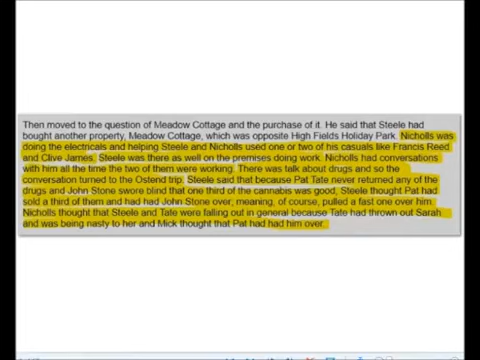 Then moved to the question of Meadow Cottage and the purchase of it. He said that Steele had
bought another property, Meadow Cottage, which was opposite High Fields Holiday Park. Nicholls was
doing the electricals and helping Steele and Nicholls used one or two of his casuals like Francis Reed
and Clive James. Steele was there as well on the premises doing work. Nicholls had conversations
with him all the time the two of them were working. There was talk about drugs and so the
conversation turned to the Ostend trip. Steele said that because Pat Tate never returned any of the
drugs and John Stone swore blind that one third of the cannabis was good, Steele thought Pat had
sold a third of them and had had John Stone over; meaning, of course, pulled a fast one over him.
Nicholls thought that Steele and Tate were falling out in general because Tate had thrown out Sarah
and was being nasty to her and Mick thought that Pat had had him over.